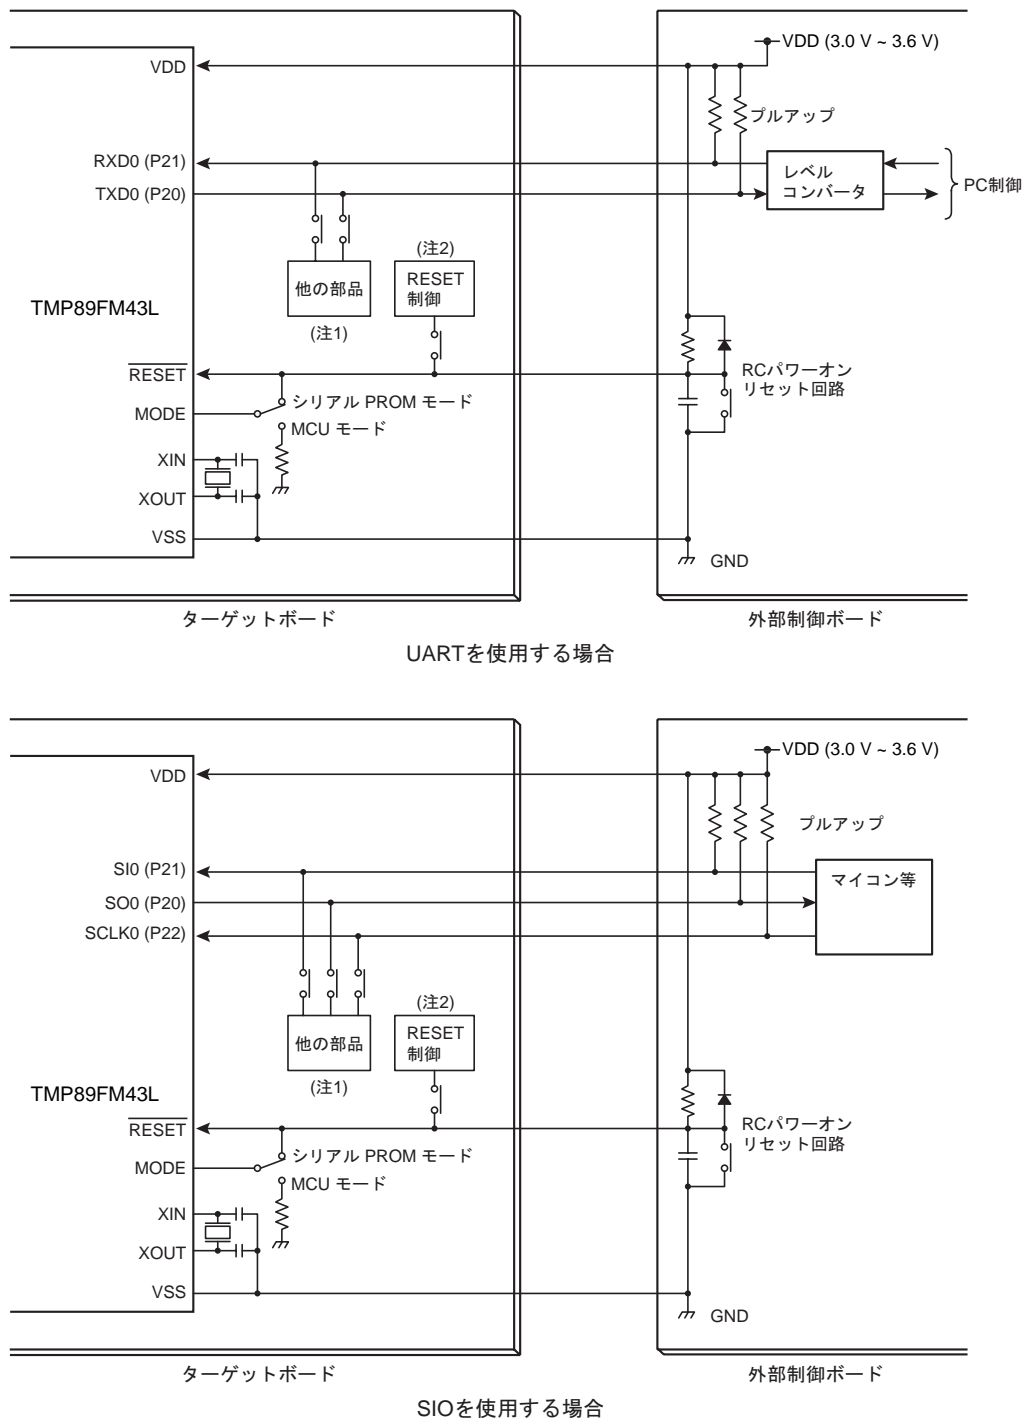 VDD (3.0 V ~ 3.6 V)
VDD
プルアップ
RXD0 (P21)
TXD0 (P20)
レベル
コンバータ
PC制御
(注2)
RESET
制御
他の部品
(注1)
TMP89FM43L
RESET
RCパワーオン
リセット回路
シリアル PROM モード
MODE
MCU モード
XIN
XOUT
VSS
GND
ターゲットボード
外部制御ボード
UARTを使用する場合
VDD (3.0 V ~ 3.6 V)
VDD
プルアップ
SI0 (P21)
マイコン等
SO0 (P20)
SCLK0 (P22)
(注2)
RESET
制御
他の部品
(注1)
TMP89FM43L
RESET
RCパワーオン
リセット回路
シリアル PROM モード
MODE
MCU モード
XIN
XOUT
VSS
GND
ターゲットボード
外部制御ボード
SIOを使用する場合